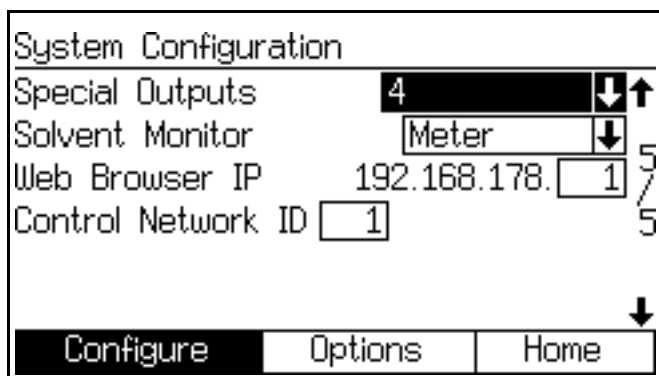 System Configuration
Special Outputs 4
Solvent Monitor Meter
Web Browser IP 192.168.178. 1
Control Network ID 1
5/5
Configure Options Home